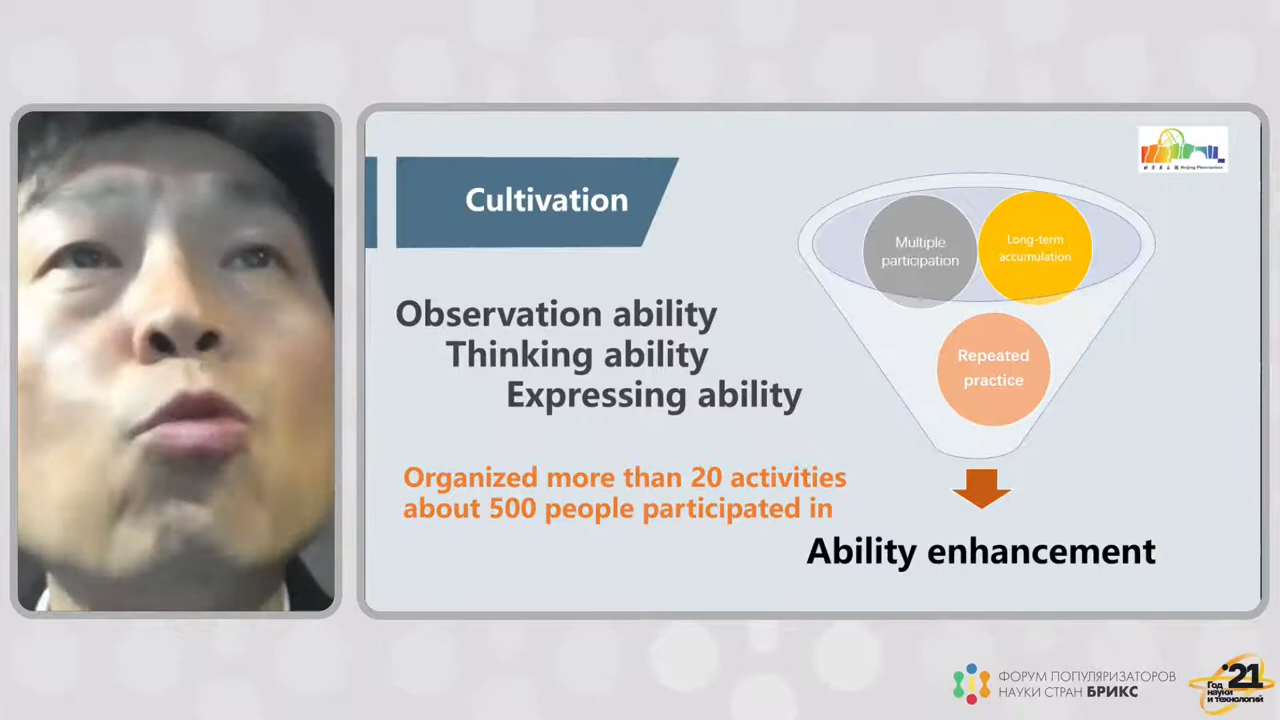 Cultivation
Observation ability
Thinking ability
Expressing ability
Organized more than 20 activities
about 500 people participated in
Multiple
participation
Long-term
accumulation
Repeated
practice
Ability enhancement
ФОРУМ ПОПУЛЯРИЗАТОРОВ
НАУКИ СТРАН БРИКС
'21
Год
науки
и технологий